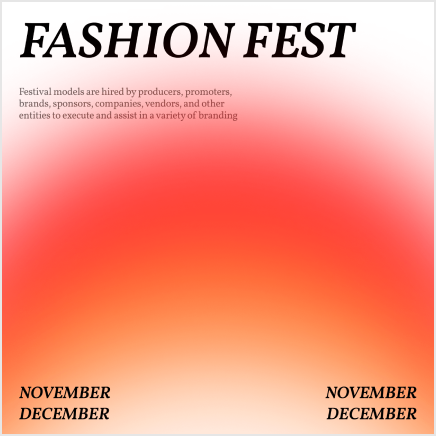 FASHION FEST
Festival models are hired by producers, promoters,
brands, sponsors, companies, vendors, and other
entities to execute and assist in a variety of branding
NOVEMBER
DECEMBER
NOVEMBER
DECEMBER